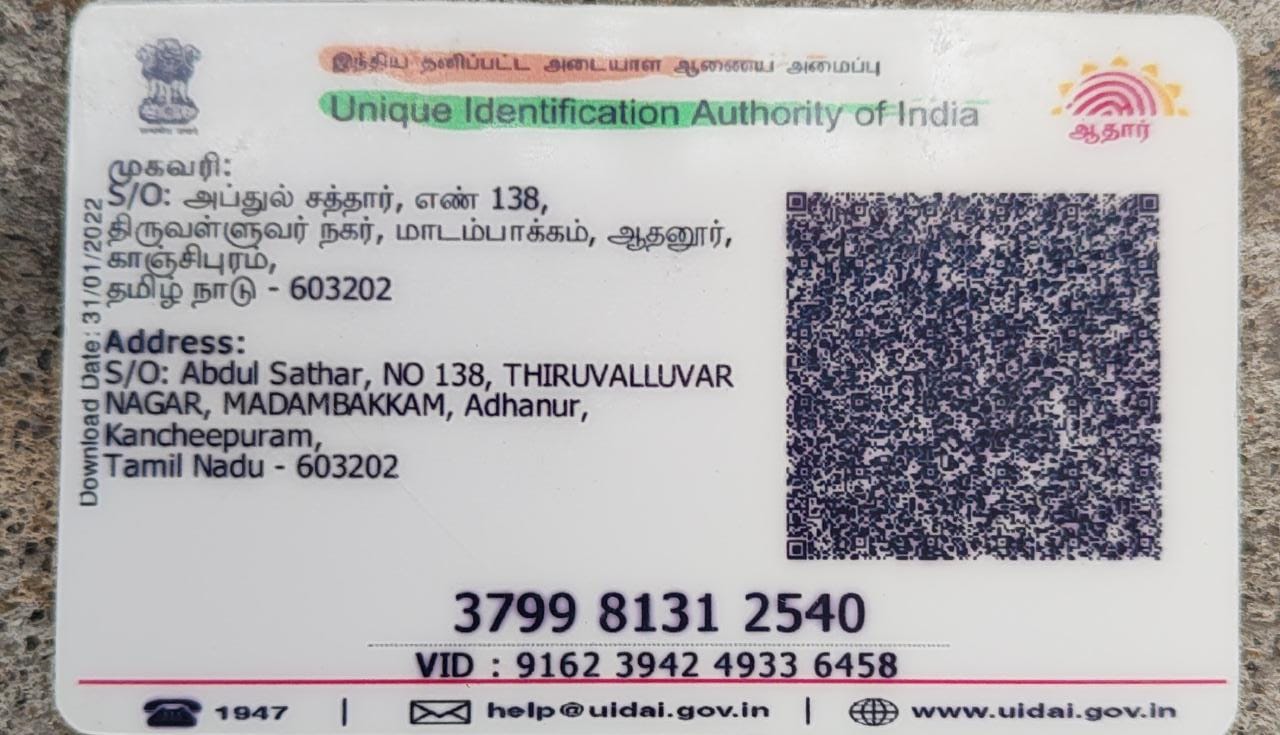 இந்திய தனிப்பட்ட அடையாள ஆணைய அமைப்பு
Unique Identification Authority of India
ஆதார்
முகவரி:
S/O: அப்துல் சத்தார், எண் 138,
திருவள்ளுவர் நகர், மாடம்பாக்கம், ஆதனூர்,
காஞ்சிபுரம்,
தமிழ் நாடு - 603202
Download Date: 31/01/2022
Address:
S/O: Abdul Sathar, NO 138, THIRUVALLUVAR
NAGAR, MADAMBAKKAM, Adhanur,
Kancheepuram,
Tamil Nadu - 603202
3799 8131 2540
VID : 9162 3942 4933 6458
1947 | help@uidai.gov.in | www.uidai.gov.in